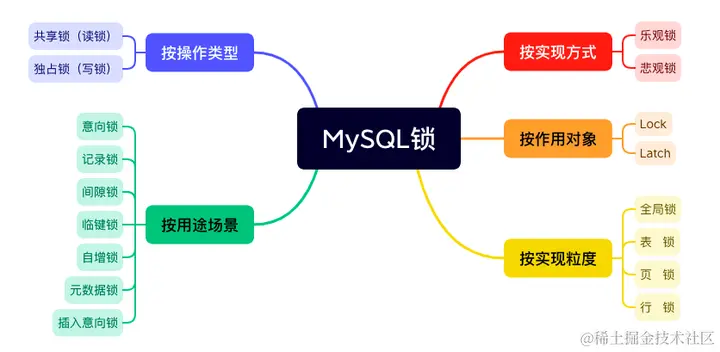 MySQL锁
按操作类型
共享锁（读锁）
独占锁（写锁）
按用途场景
意向锁
记录锁
间隙锁
临键锁
自增锁
元数据锁
插入意向锁
按实现方式
乐观锁
悲观锁
按作用对象
Lock
Latch
按实现粒度
全局锁
表 锁
页 锁
行 锁
@稀土掘金技术社区